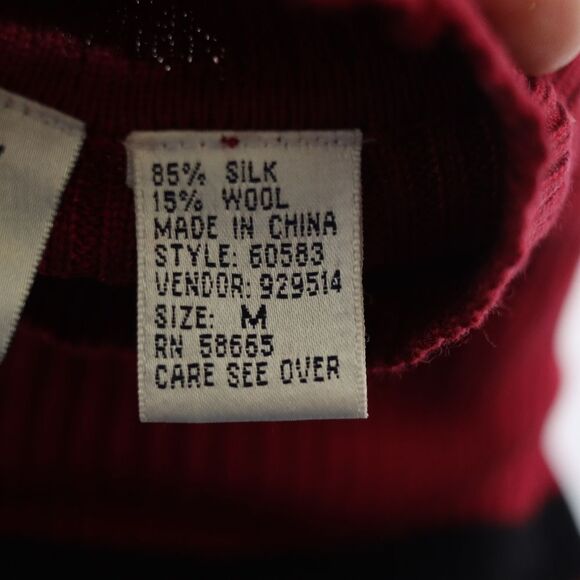 85% SILK
15% WOOL
MADE IN CHINA
STYLE: 60583
VENDOR: 929514
SIZE: M
RN 58665
CARE SEE OVER